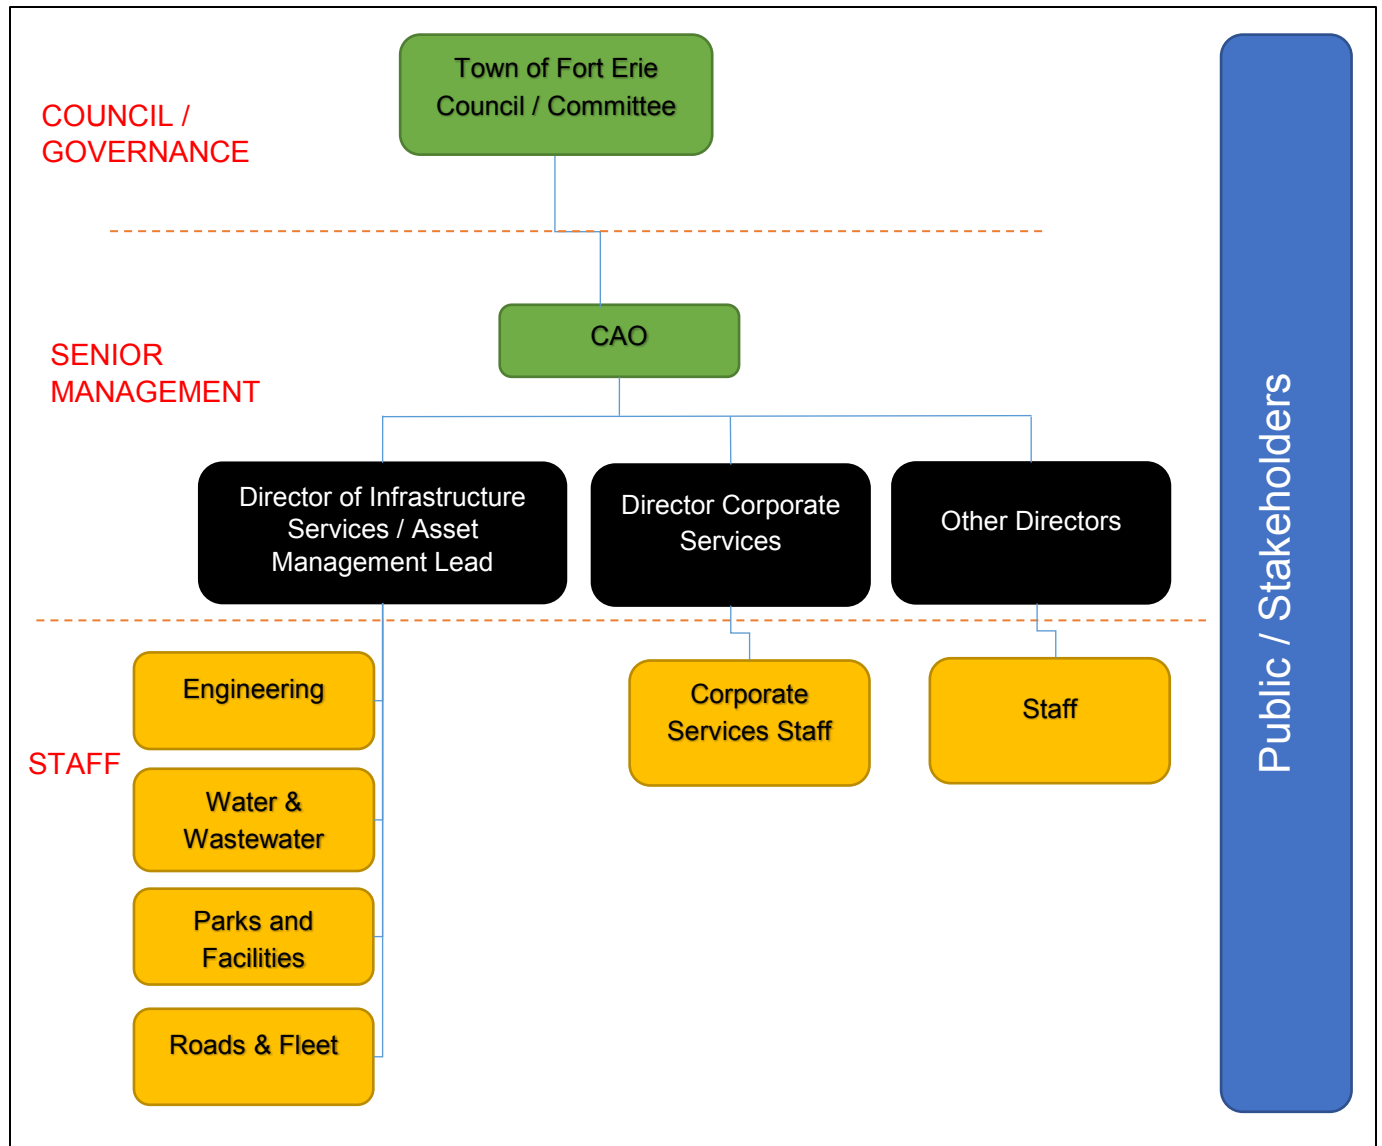 Town of Fort Erie
Council / Committee
COUNCIL /
GOVERNANCE
CAO
SENIOR
MANAGEMENT
Director of Infrastructure
Services / Asset
Management Lead
Director Corporate
Services
Other Directors
Engineering
Corporate
Services Staff
Staff
STAFF
Water &
Wastewater
Parks and
Facilities
Roads & Fleet
Public / Stakeholders